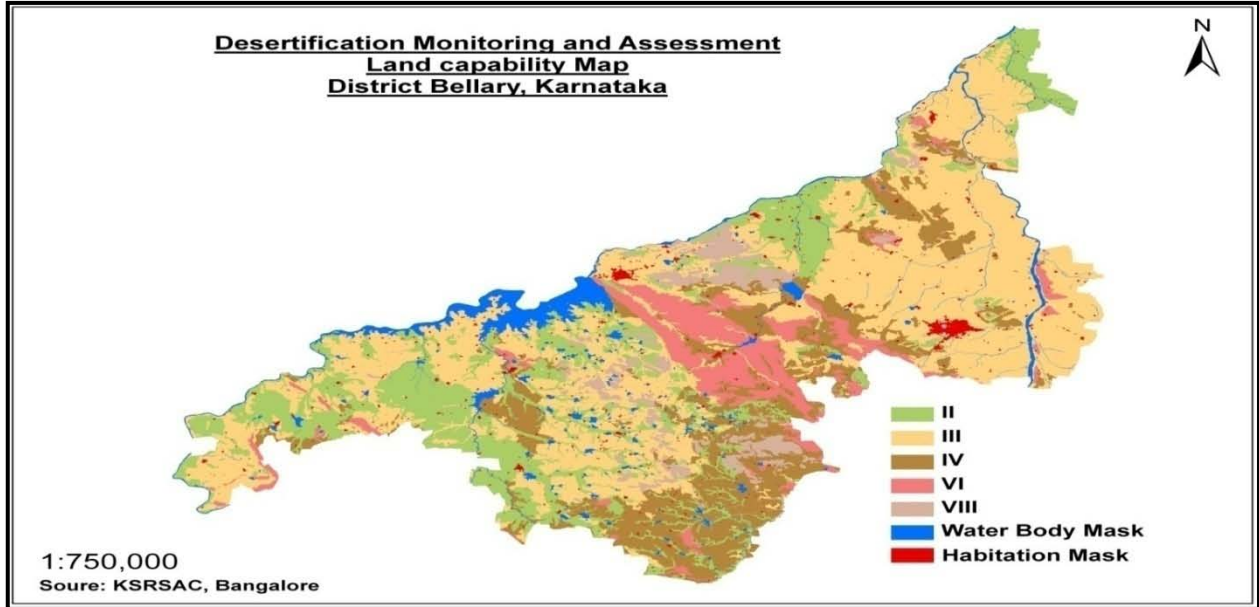 Desertification Monitoring and Assessment
Land capability Map
District Bellary, Karnataka
N
II
III
IV
VI
VIII
Water Body Mask
Habitation Mask
1:750,000
Soure: KSRSAC, Bangalore